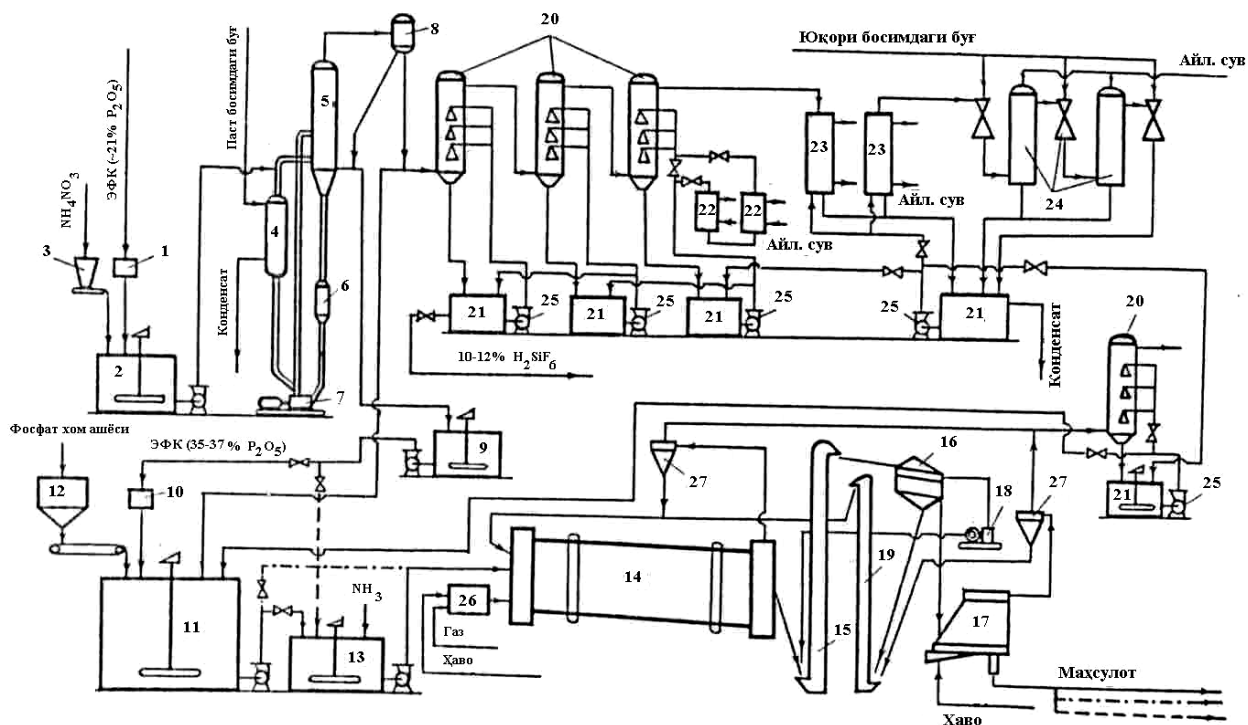 20
8
Юқори босимдаги буғ
Айл. сув
ЭФК (~21% P₂O₅)
Паст босимдаги буғ
5
NH₄NO₃
3
1
4
23
23
24
22
22
Айл. сув
Айл. сув
6
Конденсат
2
7
21
25
21
25
21
25
25
21
20
10-12% H₂SiF₆
Конденсат
Фосфат хом ашёси
ЭФК (35-37 % P₂O₅)
9
12
10
27
16
18
27
21
25
14
19
NH₃
26
11
13
15
17
Газ
Ҳаво
Маҳсулот
Хаво